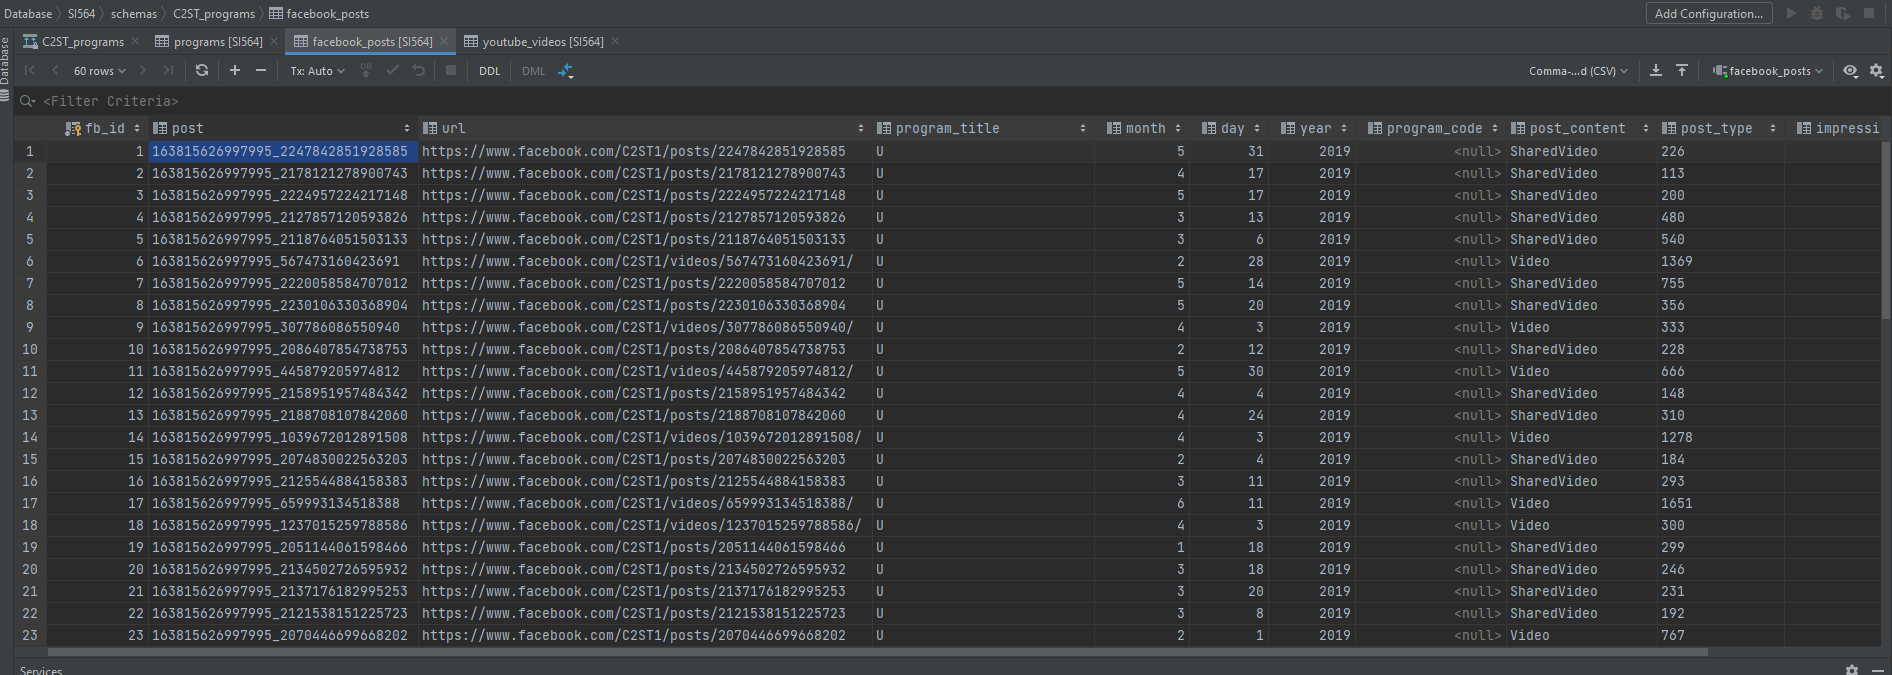 Database SI564 schemas C2ST_programs facebook_posts Add Configuration...
Database
C2ST_programs programs [SI564] facebook_posts [SI564] youtube_videos [SI564]
60 rows Tx: Auto DB DDL DML Comma-...d (CSV) facebook_posts
<Filter Criteria>
fb_id post url program_title month day year program_code post_content post_type impressi
1 1 163815626997995_2247842851928585 https://www.facebook.com/C2ST1/posts/2247842851928585 U 5 31 2019 <null> SharedVideo 226
2 2 163815626997995_2178121278900743 https://www.facebook.com/C2ST1/posts/2178121278900743 U 4 17 2019 <null> SharedVideo 113
3 3 163815626997995_2224957224217148 https://www.facebook.com/C2ST1/posts/2224957224217148 U 5 17 2019 <null> SharedVideo 200
4 4 163815626997995_2127857120593826 https://www.facebook.com/C2ST1/posts/2127857120593826 U 3 13 2019 <null> SharedVideo 480
5 5 163815626997995_2118764051503133 https://www.facebook.com/C2ST1/posts/2118764051503133 U 3 6 2019 <null> SharedVideo 540
6 6 163815626997995_567473160423691 https://www.facebook.com/C2ST1/videos/567473160423691/ U 2 28 2019 <null> Video 1369
7 7 163815626997995_2220058584707012 https://www.facebook.com/C2ST1/posts/2220058584707012 U 5 14 2019 <null> SharedVideo 755
8 8 163815626997995_2230106330368904 https://www.facebook.com/C2ST1/posts/2230106330368904 U 5 20 2019 <null> SharedVideo 356
9 9 163815626997995_307786086550940 https://www.facebook.com/C2ST1/videos/307786086550940/ U 4 3 2019 <null> Video 333
10 10 163815626997995_2086407854738753 https://www.facebook.com/C2ST1/posts/2086407854738753 U 2 12 2019 <null> SharedVideo 228
11 11 163815626997995_445879205974812 https://www.facebook.com/C2ST1/videos/445879205974812/ U 5 30 2019 <null> Video 666
12 12 163815626997995_2158951957484342 https://www.facebook.com/C2ST1/posts/2158951957484342 U 4 4 2019 <null> SharedVideo 148
13 13 163815626997995_2188708107842060 https://www.facebook.com/C2ST1/posts/2188708107842060 U 4 24 2019 <null> SharedVideo 310
14 14 163815626997995_1039672012891508 https://www.facebook.com/C2ST1/videos/1039672012891508/ U 4 3 2019 <null> Video 1278
15 15 163815626997995_2074830022563203 https://www.facebook.com/C2ST1/posts/2074830022563203 U 2 4 2019 <null> SharedVideo 184
16 16 163815626997995_2125544884158383 https://www.facebook.com/C2ST1/posts/2125544884158383 U 3 11 2019 <null> SharedVideo 293
17 17 163815626997995_659993134518388 https://www.facebook.com/C2ST1/videos/659993134518388/ U 6 11 2019 <null> Video 1651
18 18 163815626997995_1237015259788586 https://www.facebook.com/C2ST1/videos/1237015259788586/ U 4 3 2019 <null> Video 300
19 19 163815626997995_2051144061598466 https://www.facebook.com/C2ST1/posts/2051144061598466 U 1 18 2019 <null> SharedVideo 299
20 20 163815626997995_2134502726595932 https://www.facebook.com/C2ST1/posts/2134502726595932 U 3 18 2019 <null> SharedVideo 246
21 21 163815626997995_2137176182995253 https://www.facebook.com/C2ST1/posts/2137176182995253 U 3 20 2019 <null> SharedVideo 231
22 22 163815626997995_2121538151225723 https://www.facebook.com/C2ST1/posts/2121538151225723 U 3 8 2019 <null> SharedVideo 192
23 23 163815626997995_2070446699668202 https://www.facebook.com/C2ST1/posts/2070446699668202 U 2 1 2019 <null> Video 767
Services